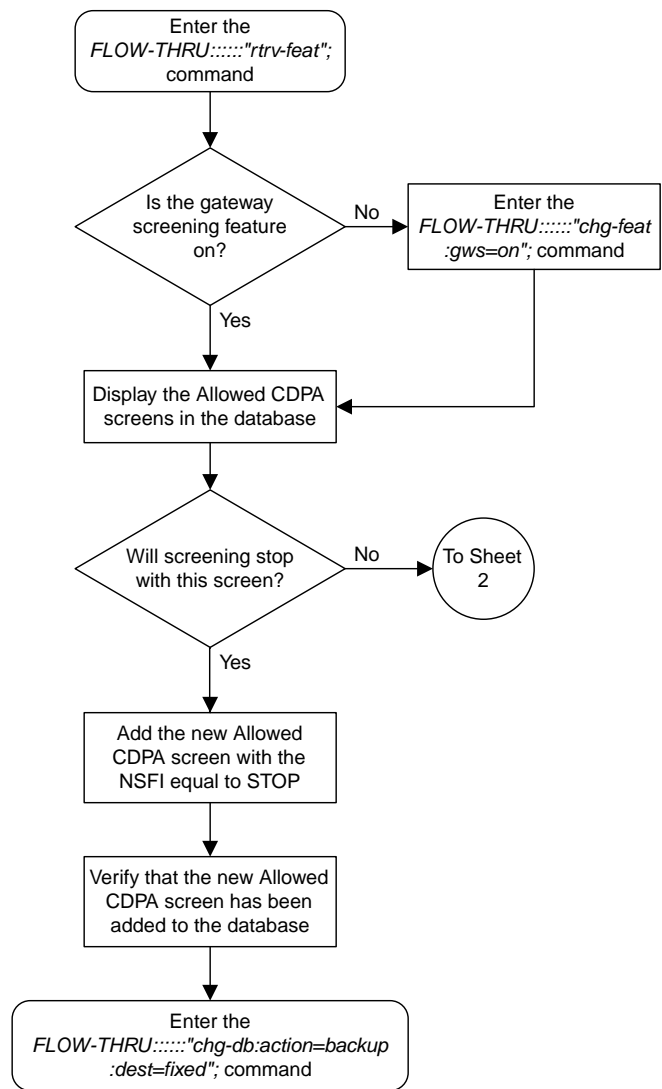 Enter the
FLOW-THRU::::::"rtrv-feat";
command
Is the gateway
screening feature
on?
No
Enter the
FLOW-THRU::::::"chg-feat
:gws=on"; command
Yes
Display the Allowed CDPA
screens in the database
Will screening stop
with this screen?
No
To Sheet
2
Yes
Add the new Allowed
CDPA screen with the
NSFI equal to STOP
Verify that the new Allowed
CDPA screen has been
added to the database
Enter the
FLOW-THRU::::::"chg-db:action=backup
:dest=fixed"; command